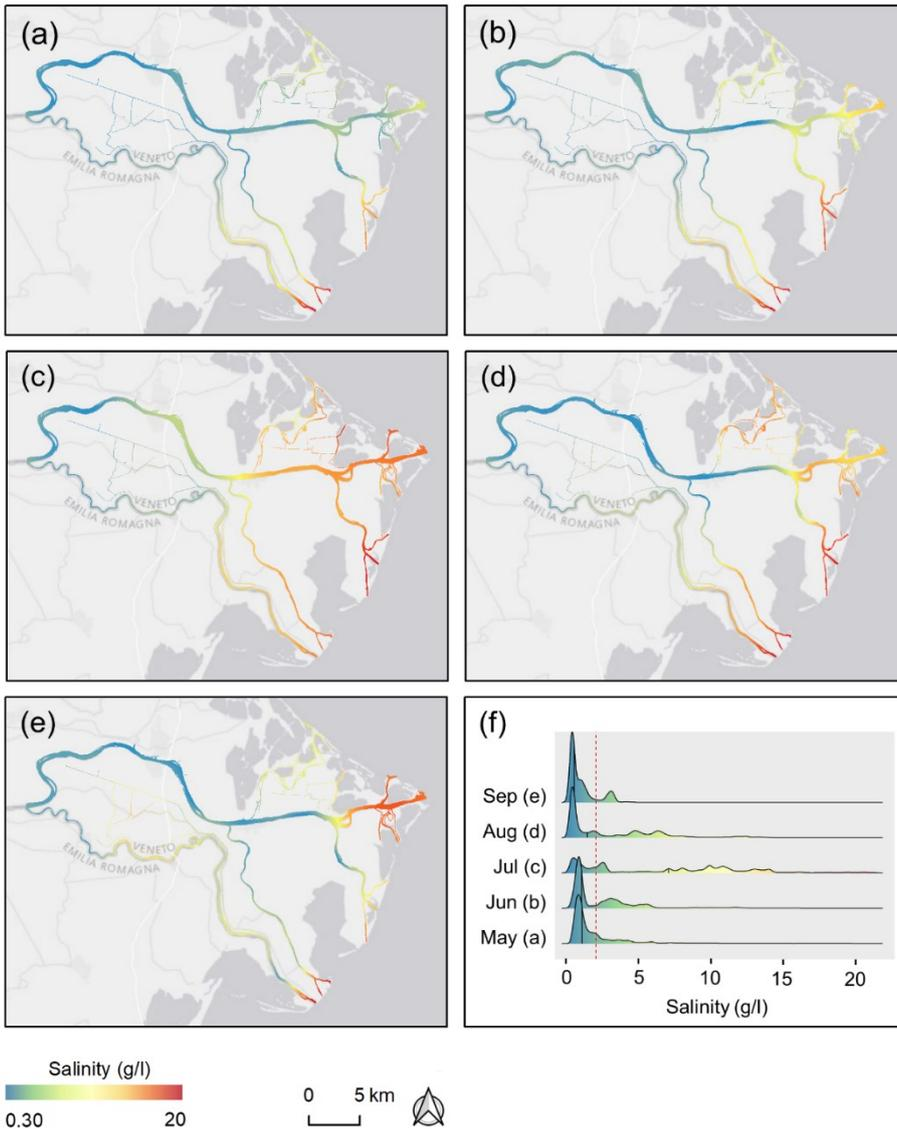 (a)
VENETO
EMILIA ROMAGNA
(b)
VENETO
EMILIA ROMAGNA
(c)
VENETO
EMILIA ROMAGNA
(d)
VENETO
EMILIA ROMAGNA
(e)
VENETO
EMILIA ROMAGNA
(f)
Sep (e)
Aug (d)
Jul (c)
Jun (b)
May (a)
0 5 10 15 20
Salinity (g/l)
Salinity (g/l)
0.30 20
0 5 km